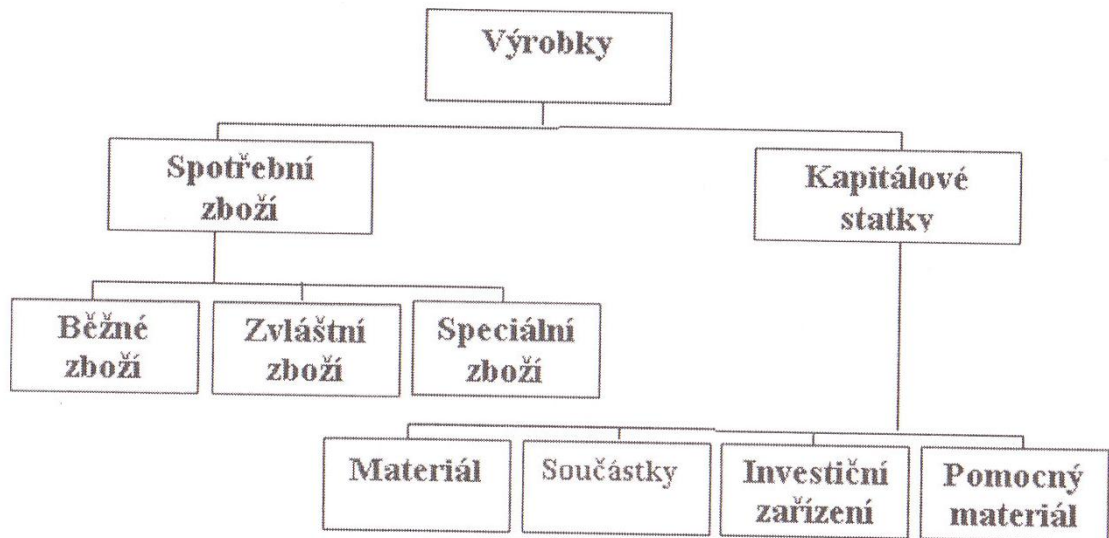 Výrobky
Spotřební
zboží
Kapitálové
statky
Běžné
zboží
Zvláštní
zboží
Speciální
zboží
Materiál
Součástky
Investiční
zařízení
Pomocný
materiál